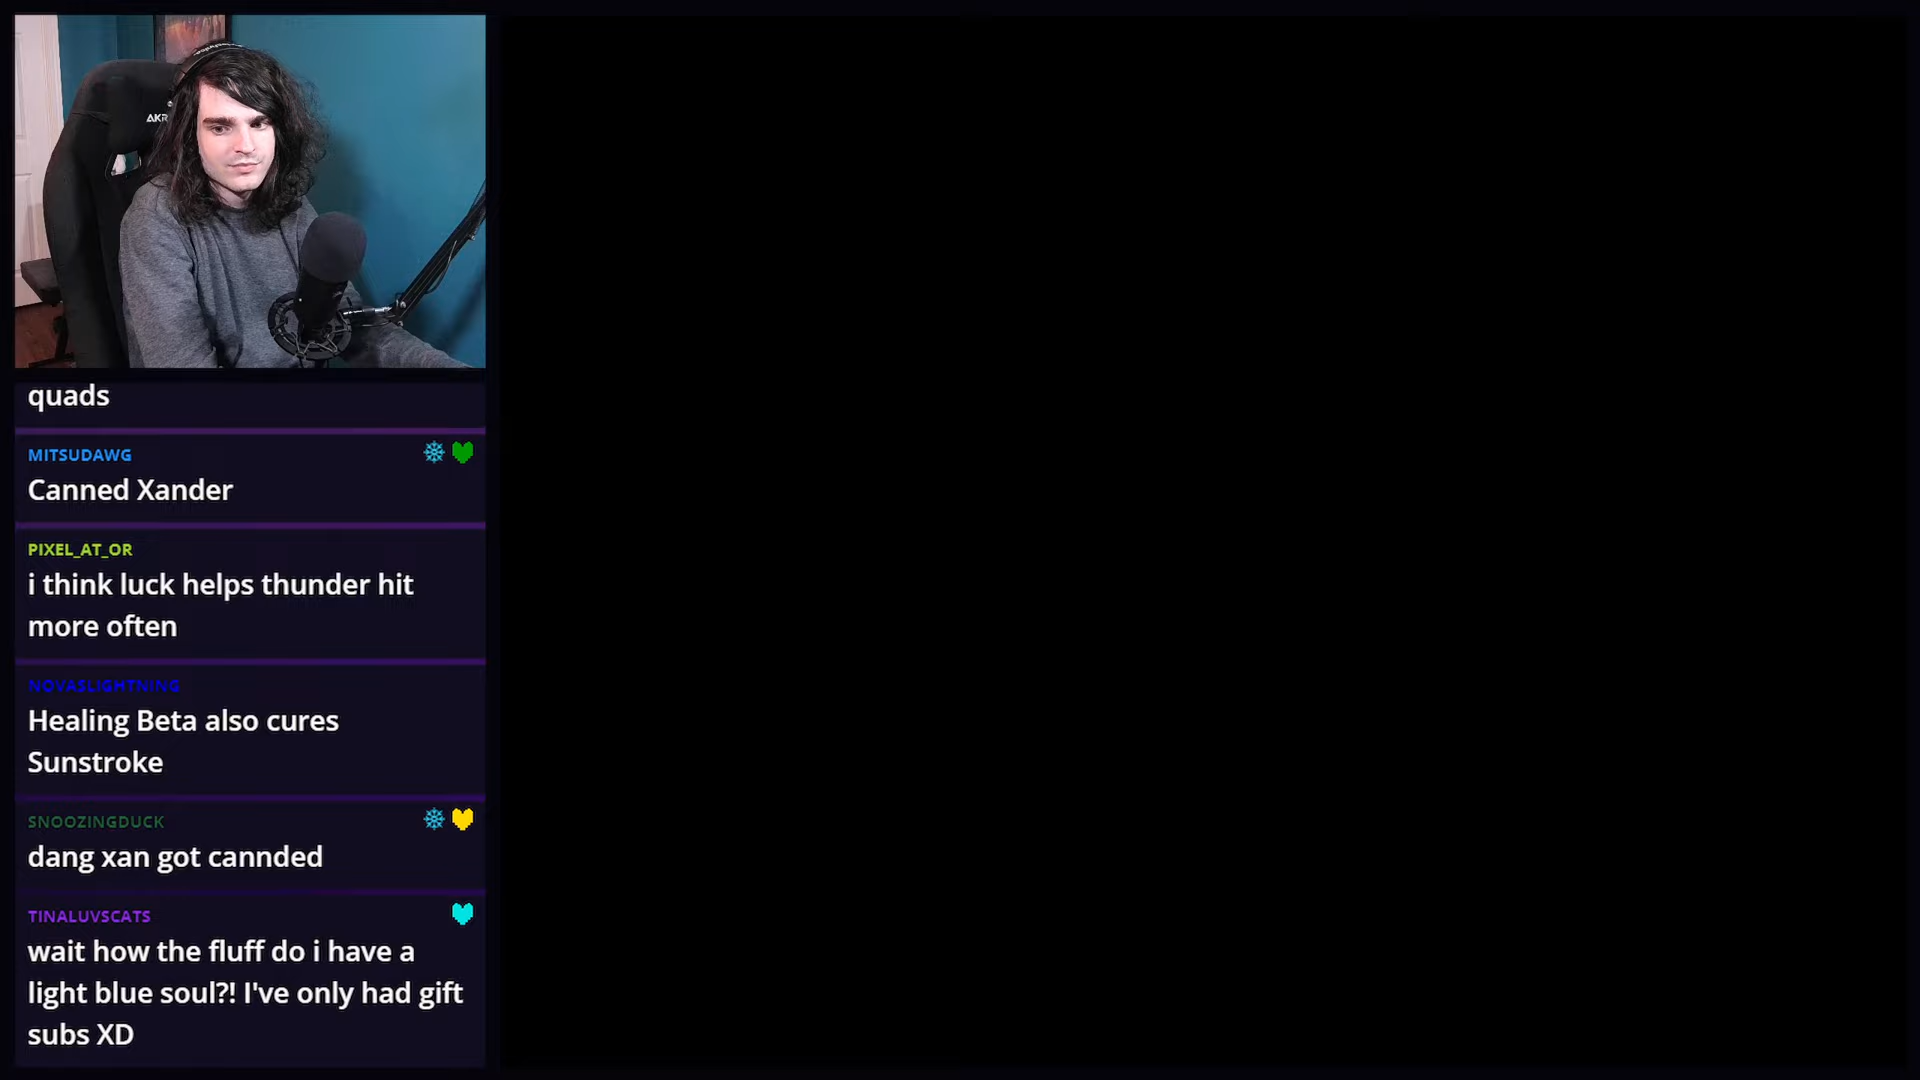 AKR
quads
MITSUDAWG
Canned Xander
PIXEL_AT_OR
i think luck helps thunder hit
more often
NOVASLIGHTNING
Healing Beta also cures
Sunstroke
SNOOZINGDUCK
dang xan got cannded
TINALUVSCATS
wait how the fluff do i have a
light blue soul?! I've only had gift
subs XD